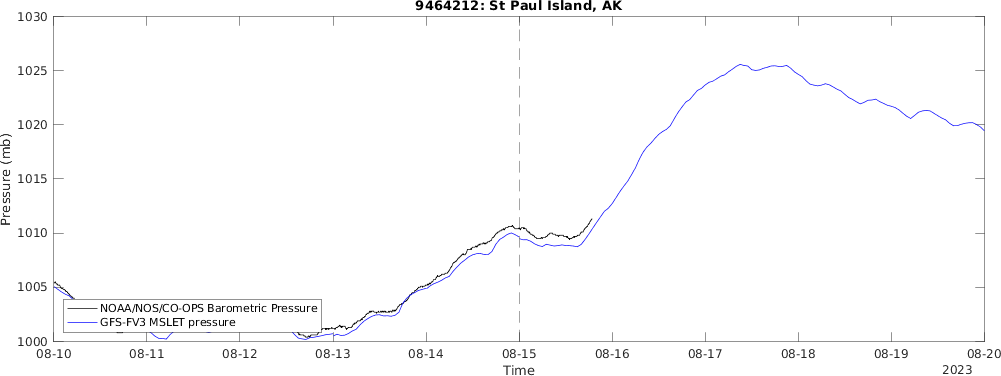 9464212: St Paul Island, AK
1030
1025
1020
1015
1010
1005
1000
Pressure (mb)
NOAA/NOS/CO-OPS Barometric Pressure
GFS-FV3 MSLET pressure
08-10 08-11 08-12 08-13 08-14 08-15 08-16 08-17 08-18 08-19 08-20
Time
2023